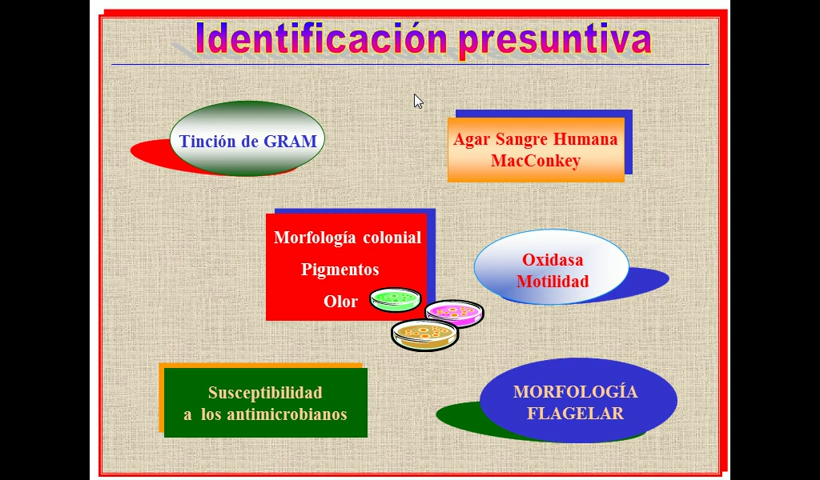 Identificación presuntiva
Tinción de GRAM
Agar Sangre Humana
MacConkey
Morfología colonial
Pigmentos
Olor
Oxidasa
Motilidad
Susceptibilidad
a los antimicrobianos
MORFOLOGÍA
FLAGELAR